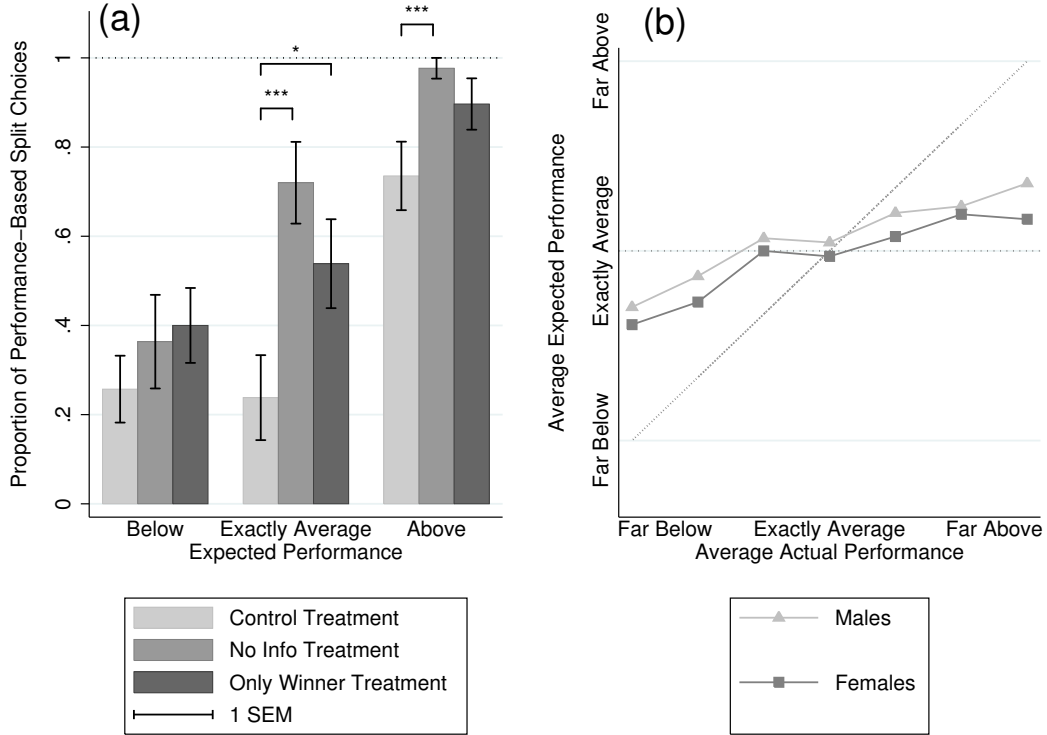 (a)
Proportion of Performance−Based Split Choices
1
.8
.6
.4
.2
0
***
*
***
Below Exactly Average Above
Expected Performance
Control Treatment
No Info Treatment
Only Winner Treatment
1 SEM
(b)
Average Expected Performance
Far Above
Exactly Average
Far Below
Far Below Exactly Average Far Above
Average Actual Performance
Males
Females